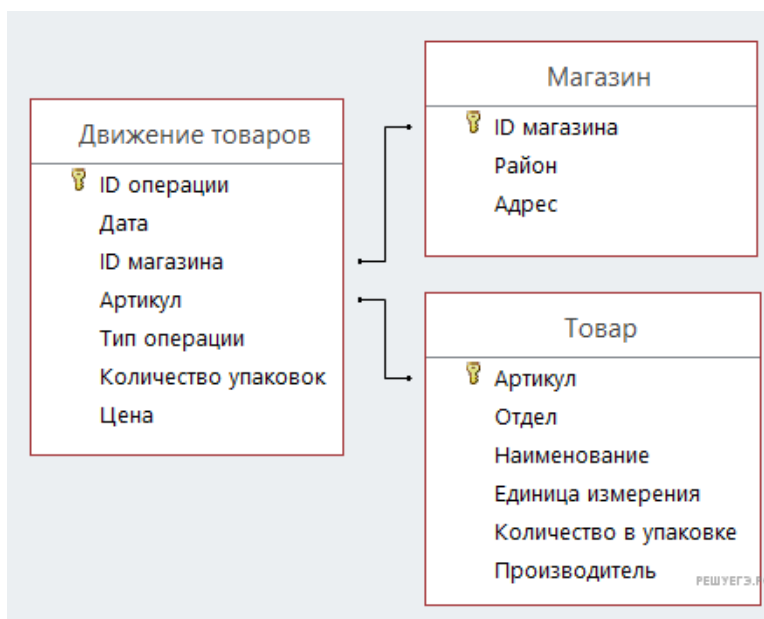 Движение товаров
ID операции
Дата
ID магазина
Артикул
Тип операции
Количество упаковок
Цена
Магазин
ID магазина
Район
Адрес
Товар
Артикул
Отдел
Наименование
Единица измерения
Количество в упаковке
Производитель